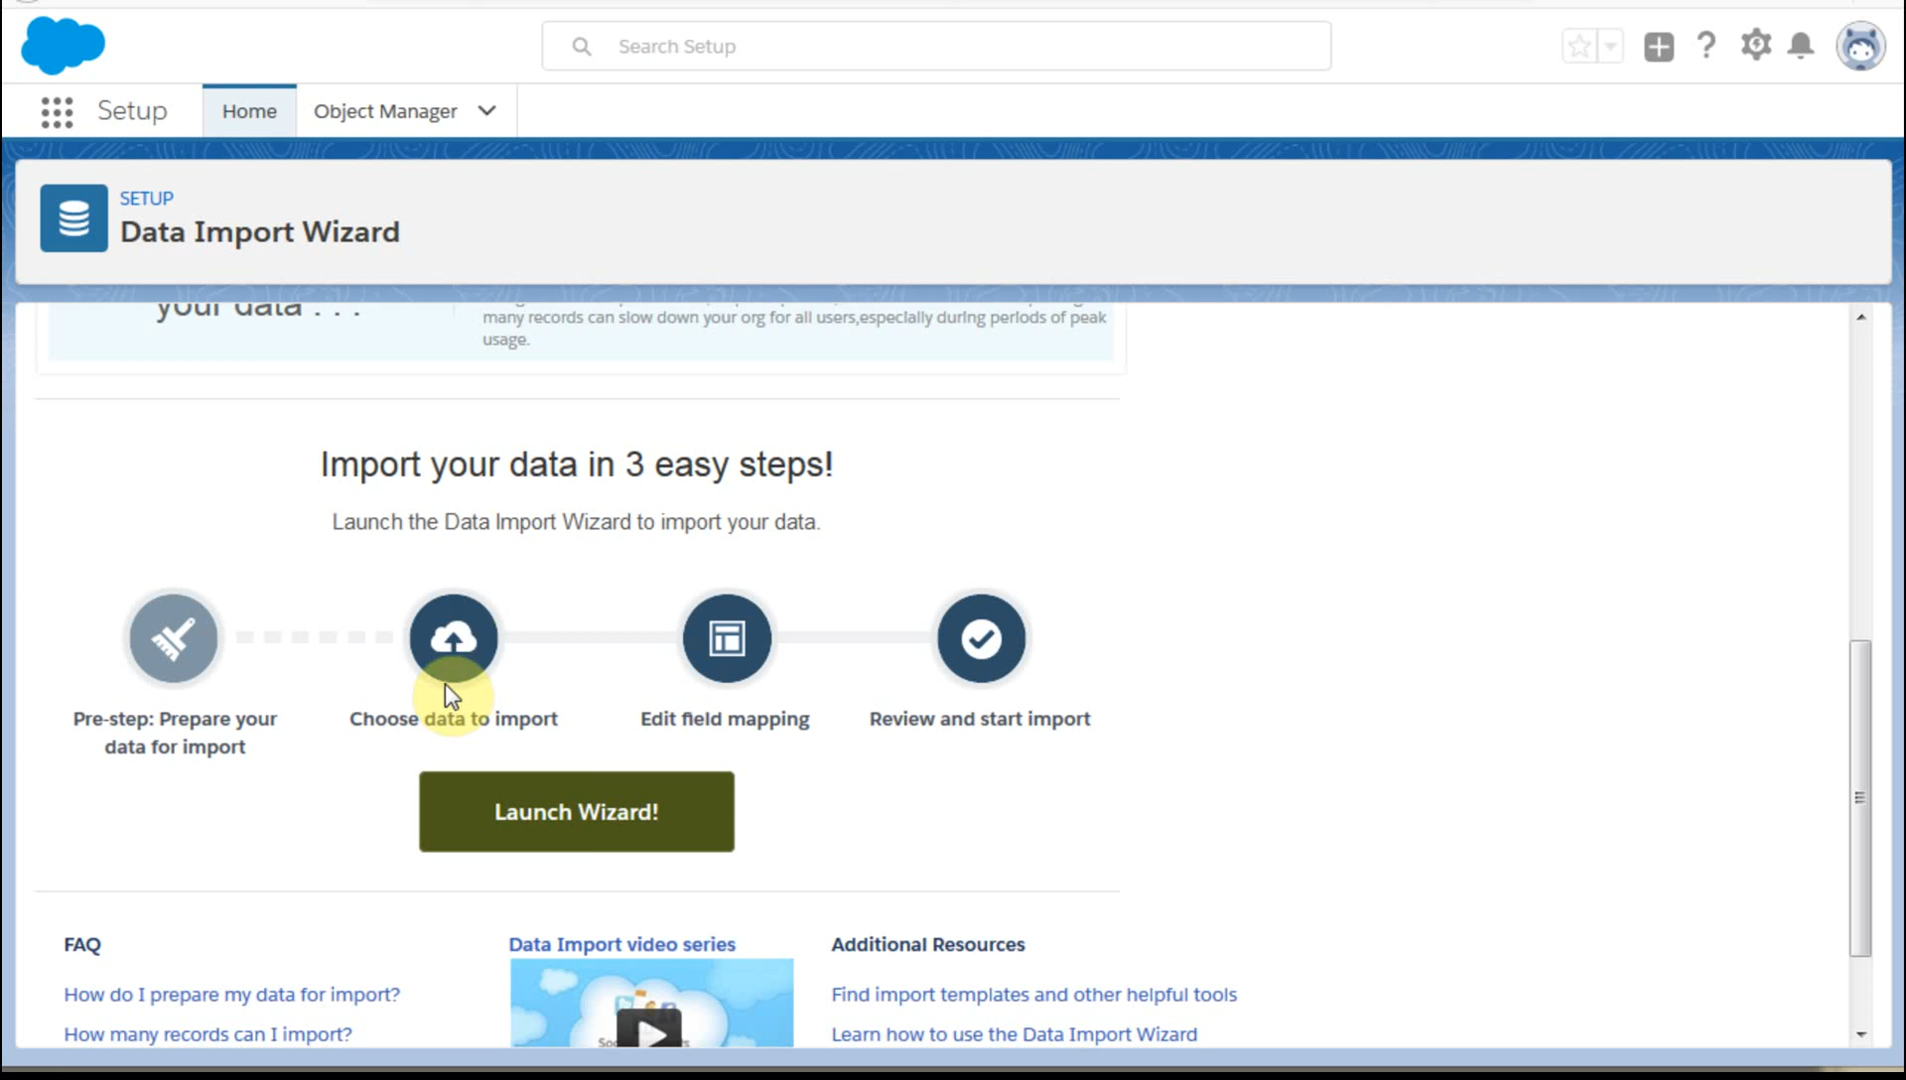 Search Setup
Setup
Home
Object Manager
SETUP
Data Import Wizard
your data . . .
many records can slow down your org for all users,especially during periods of peak
usage.
Import your data in 3 easy steps!
Launch the Data Import Wizard to import your data.
Pre-step: Prepare your
data for import
Choose data to import
Edit field mapping
Review and start import
Launch Wizard!
FAQ
Data Import video series
Additional Resources
How do I prepare my data for import?
Find import templates and other helpful tools
How many records can I import?
Learn how to use the Data Import Wizard